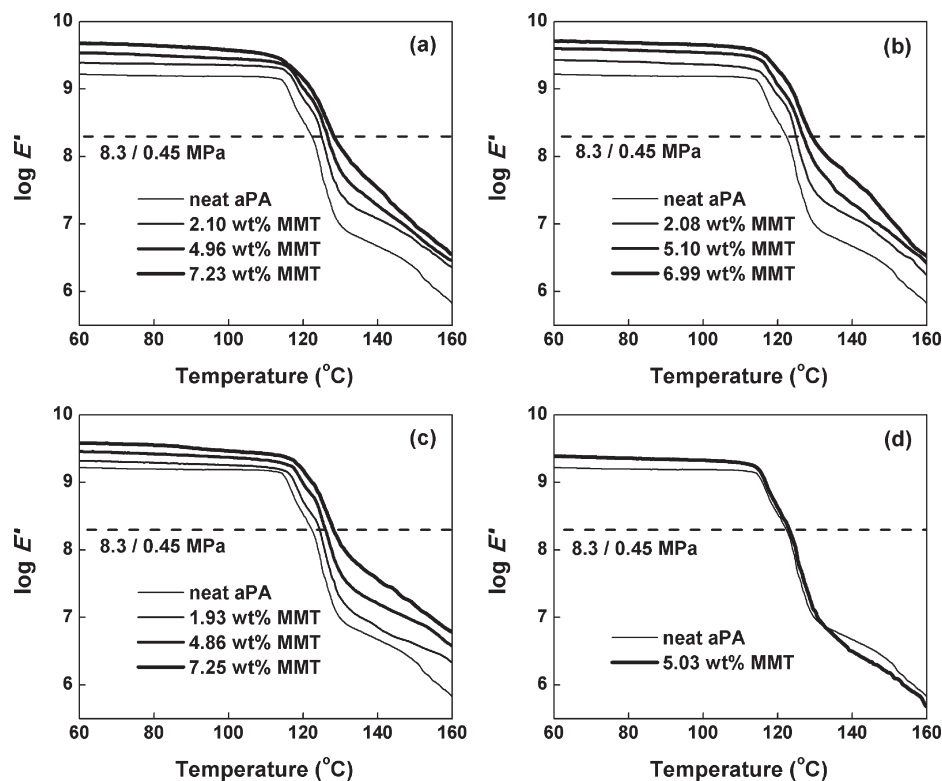 (a)
log E'
10
9
8
7
6
8.3 / 0.45 MPa
neat aPA
2.10 wt% MMT
4.96 wt% MMT
7.23 wt% MMT
60 80 100 120 140 160
Temperature (°C)
(b)
log E'
10
9
8
7
6
8.3 / 0.45 MPa
neat aPA
2.08 wt% MMT
5.10 wt% MMT
6.99 wt% MMT
60 80 100 120 140 160
Temperature (°C)
(c)
log E'
10
9
8
7
6
8.3 / 0.45 MPa
neat aPA
1.93 wt% MMT
4.86 wt% MMT
7.25 wt% MMT
60 80 100 120 140 160
Temperature (°C)
(d)
log E'
10
9
8
7
6
8.3 / 0.45 MPa
neat aPA
5.03 wt% MMT
60 80 100 120 140 160
Temperature (°C)